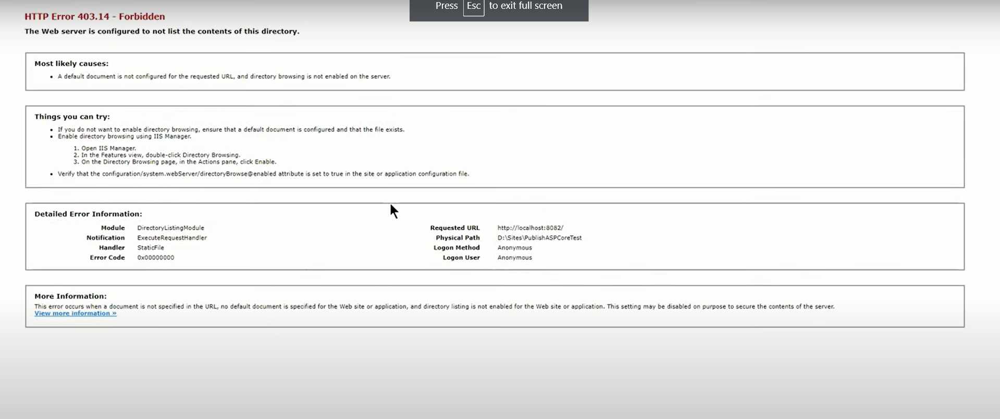 Press Esc to exit full screen
HTTP Error 403.14 - Forbidden
The Web server is configured to not list the contents of this directory.
Most likely causes:
• A default document is not configured for the requested URL, and directory browsing is not enabled on the server.
Things you can try:
• If you do not want to enable directory browsing, ensure that a default document is configured and that the file exists.
• Enable directory browsing using IIS Manager.
1. Open IIS Manager.
2. In the Features view, double-click Directory Browsing.
3. On the Directory Browsing page, in the Actions pane, click Enable.
• Verify that the configuration/system.webServer/directoryBrowse@enabled attribute is set to true in the site or application configuration file.
Detailed Error Information:
Module DirectoryListingModule
Notification ExecuteRequestHandler
Handler StaticFile
Error Code 0x00000000
Requested URL http://localhost:8082/
Physical Path D:\Sites\PublishASPCoreTest
Logon Method Anonymous
Logon User Anonymous
More Information:
This error occurs when a document is not specified in the URL, no default document is specified for the Web site or application, and directory listing is not enabled for the Web site or application. This setting may be disabled on purpose to secure the contents of the server.
View more information »